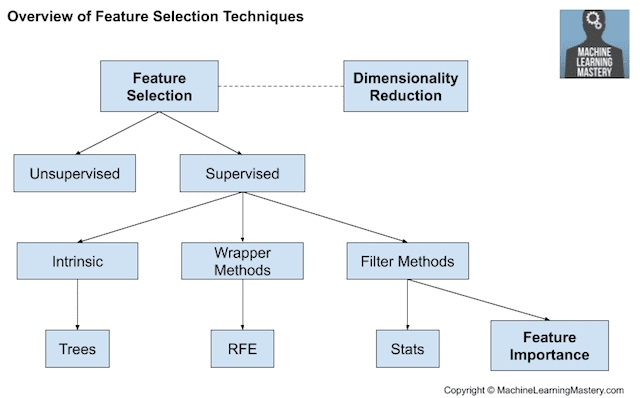 Overview of Feature Selection Techniques
MACHINE
LEARNING
MASTERY
Feature
Selection
Dimensionality
Reduction
Unsupervised
Supervised
Intrinsic
Wrapper
Methods
Filter Methods
Trees
RFE
Stats
Feature
Importance
Copyright © MachineLearningMastery.com